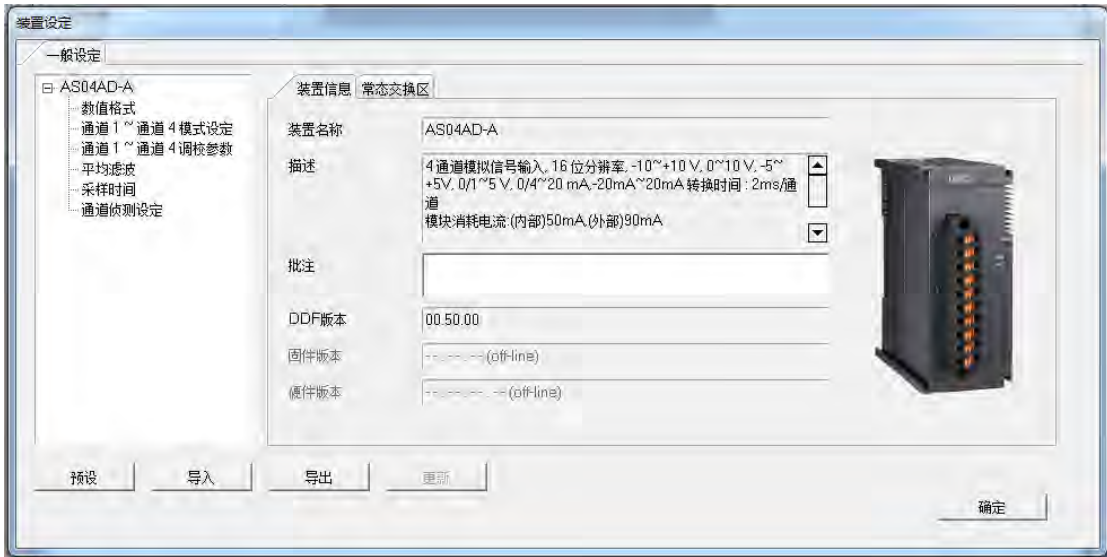 装置设定
一般设定
AS04AD-A
数值格式
通道 1 ~ 通道 4 模式设定
通道 1 ~ 通道 4 调校参数
平均滤波
采样时间
通道侦测设定
装置信息 常态交换区
装置名称 AS04AD-A
描述 4 通道模拟信号输入, 16 位分辨率, -10~+10 V, 0~10 V, -5~
+5V, 0/1~5 V, 0/4~20 mA,-20mA~20mA 转换时间 : 2ms/通
道
模块消耗电流:(内部)50mA,(外部)90mA
批注
DDF版本 00.50.00
固件版本 --.--.-- (off-line)
硬件版本 --.--.--.-- (off-line)
预设 导入 导出 更新
确定